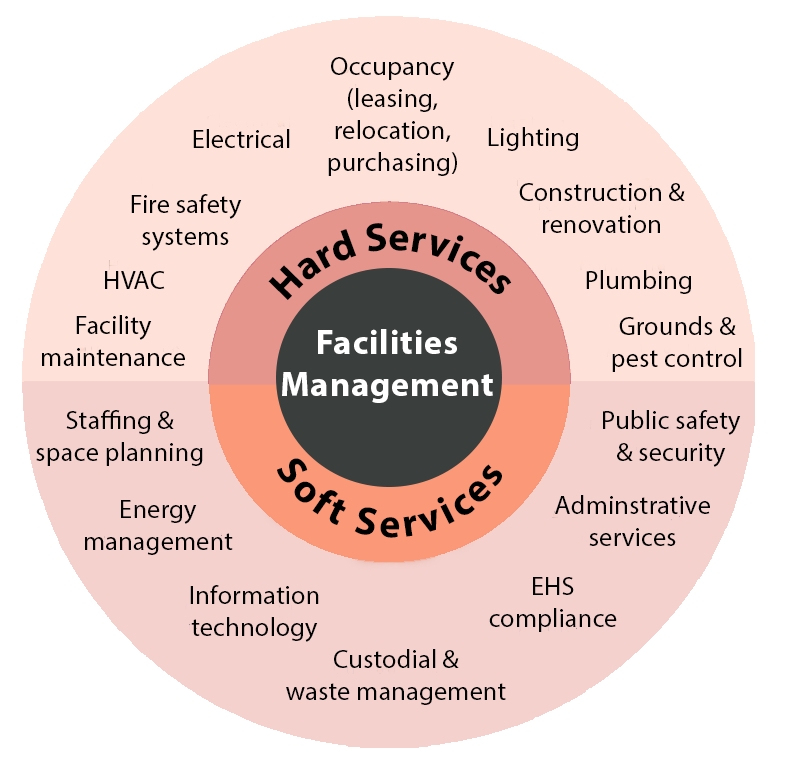 Occupancy
(leasing,
relocation,
purchasing)
Electrical
Lighting
Fire safety
systems
Construction &
renovation
HVAC
Plumbing
Facility
maintenance
Grounds &
pest control
Hard Services
Facilities
Management
Soft Services
Staffing &
space planning
Public safety
& security
Energy
management
Adminstrative
services
Information
technology
EHS
compliance
Custodial &
waste management